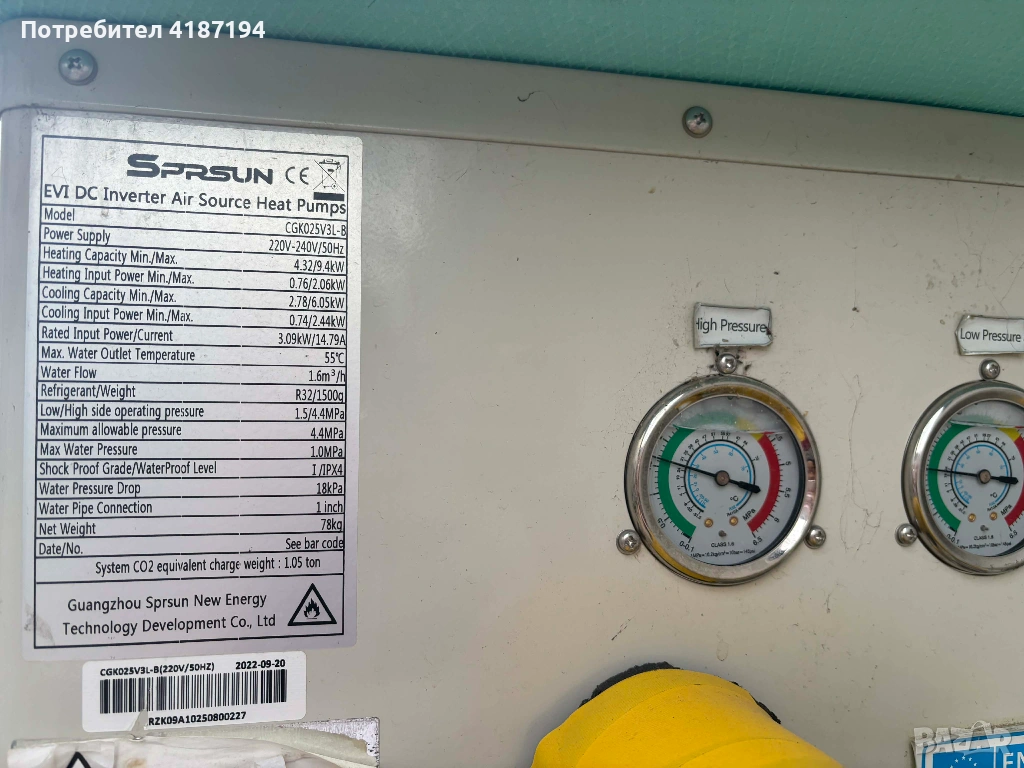 Потребител 4187194
SPRSUN CE
EVI DC Inverter Air Source Heat Pumps
Model CGK025V3L-B
Power Supply 220V-240V/50Hz
Heating Capacity Min./Max. 4.32/9.4kW
Heating Input Power Min./Max. 0.76/2.06kW
Cooling Capacity Min./Max. 2.78/6.05kW
Cooling Input Power Min./Max. 0.74/2.44kW
Rated Input Power/Current 3.09kW/14.79A
Max. Water Outlet Temperature 55℃
Water Flow 1.6m³/h
Refrigerant/Weight R32/1500g
Low/High side operating pressure 1.5/4.4MPa
Maximum allowable pressure 4.4MPa
Max Water Pressure 1.0MPa
Shock Proof Grade/WaterProof Level I/IPX4
Water Pressure Drop 18kPa
Water Pipe Connection 1 inch
Net Weight 78kg
Date/No. See bar code
System CO2 equivalent charge weight : 1.05 ton
Guangzhou Sprsun New Energy
Technology Development Co., Ltd
CGK025V3L-B(220V/50HZ) 2022-09-20
RZK09A10250800227
High Pressure
°C
MPa
CLASS 1.6
Low Pressure
°C
MPa
BAZAR
EN